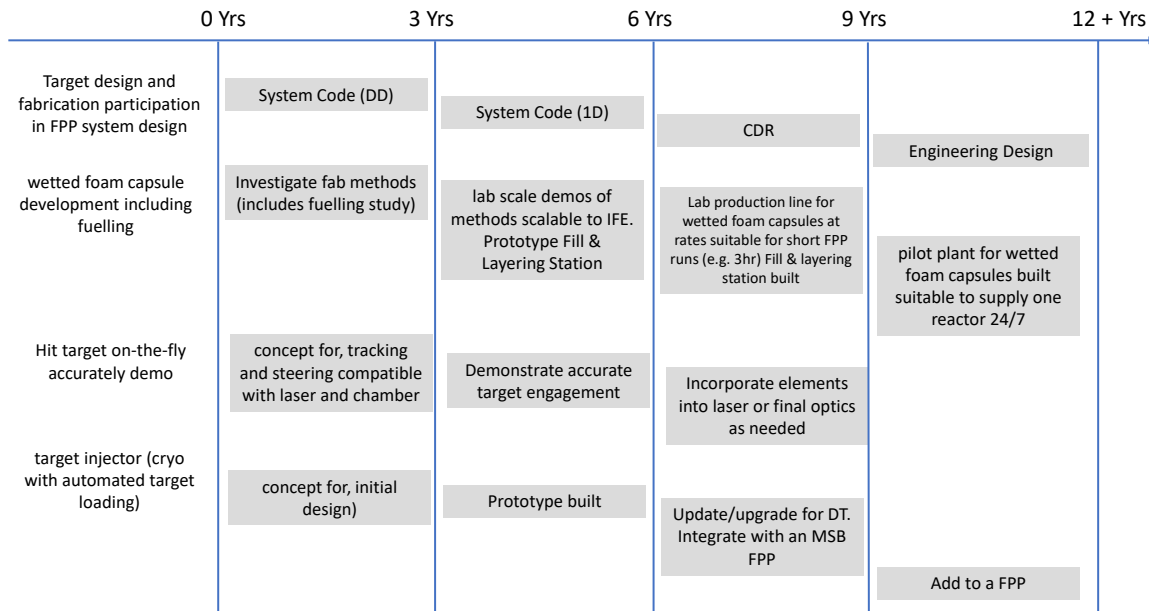 0 Yrs 3 Yrs 6 Yrs 9 Yrs 12 + Yrs
Target design and
fabrication participation
in FPP system design
System Code (DD)
System Code (1D)
CDR
Engineering Design
wetted foam capsule
development including
fuelling
Investigate fab methods
(includes fuelling study)
lab scale demos of
methods scalable to IFE.
Prototype Fill &
Layering Station
Lab production line for
wetted foam capsules at
rates suitable for short FPP
runs (e.g. 3hr) Fill & layering
station built
pilot plant for wetted
foam capsules built
suitable to supply one
reactor 24/7
Hit target on-the-fly
accurately demo
concept for, tracking
and steering compatible
with laser and chamber
Demonstrate accurate
target engagement
Incorporate elements
into laser or final optics
as needed
target injector (cryo
with automated target
loading)
concept for, initial
design)
Prototype built
Update/upgrade for DT.
Integrate with an MSB
FPP
Add to a FPP